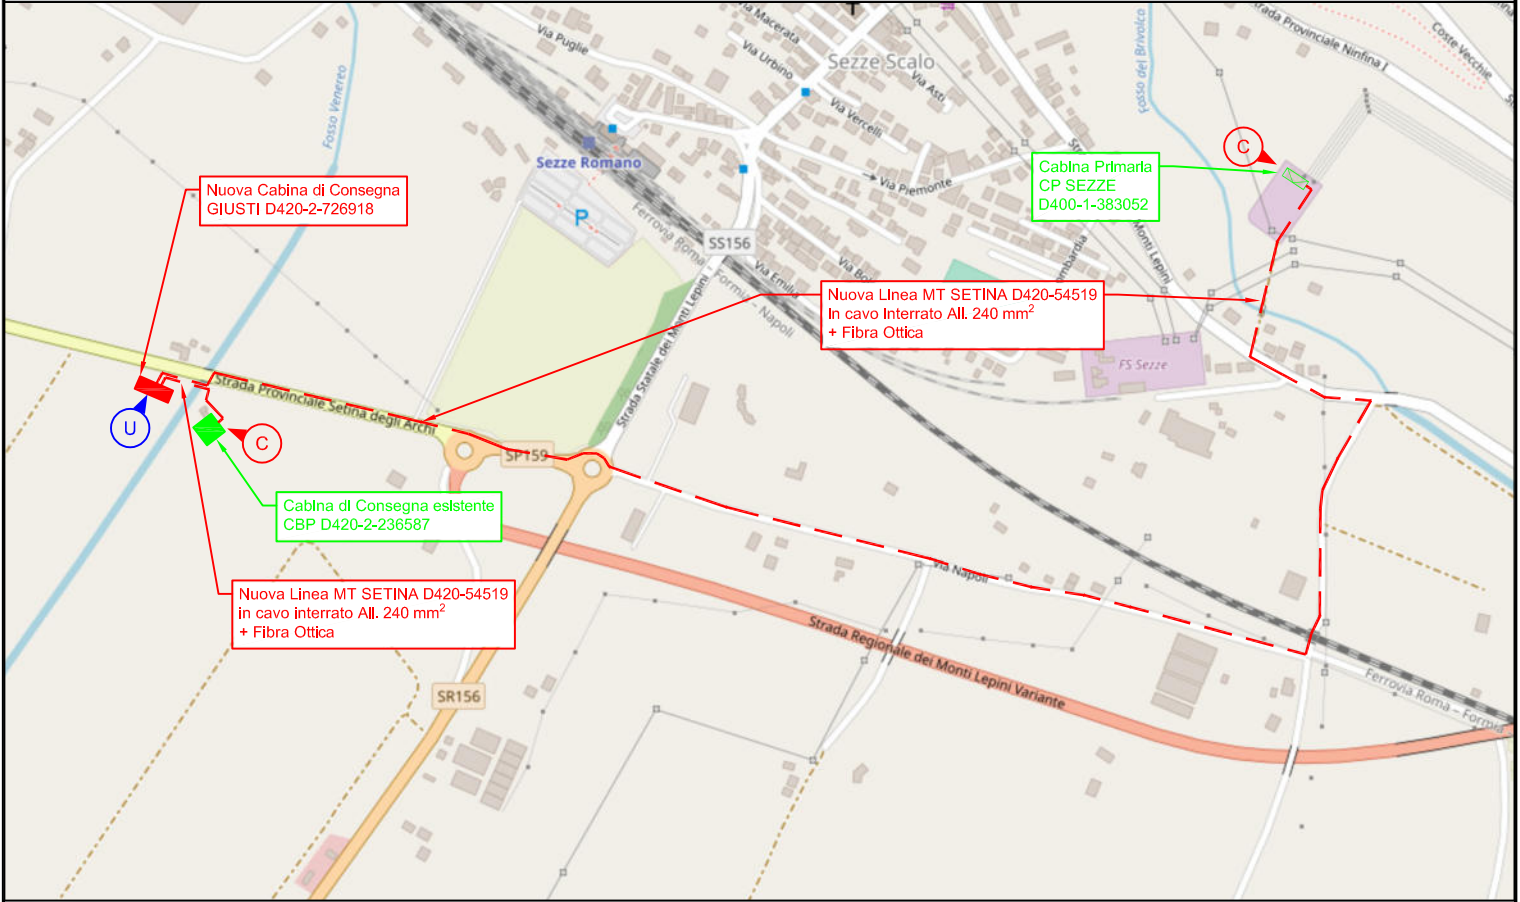 Via Macerata
Via Puglie
Via Urbino
Sezze Scalo
Via Asti
Via Vercelli
Fosso del Brivolco
Strada Provinciale Ninfina I
Coste Vecchie
Fosso Venereo
Sezze Romano
P
Via Piemonte
C
Cabina Primaria
CP SEZZE
D400-1-383052
Nuova Cabina di Consegna
GIUSTI D420-2-726918
Ferrovia Roma – Formia – Napoli
SS156
Via Emilia
Monti Lepini
Nuova Linea MT SETINA D420-54519
in cavo interrato All. 240 mm²
+ Fibra Ottica
Strada Statale dei Monti Lepini
FS Sezze
Strada Provinciale Setina degli Archi
U
C
SP159
Cabina di Consegna esistente
CBP D420-2-236587
Via Napoli
Nuova Linea MT SETINA D420-54519
in cavo interrato All. 240 mm²
+ Fibra Ottica
Strada Regionale dei Monti Lepini Variante
SR156
Ferrovia Roma – Formia